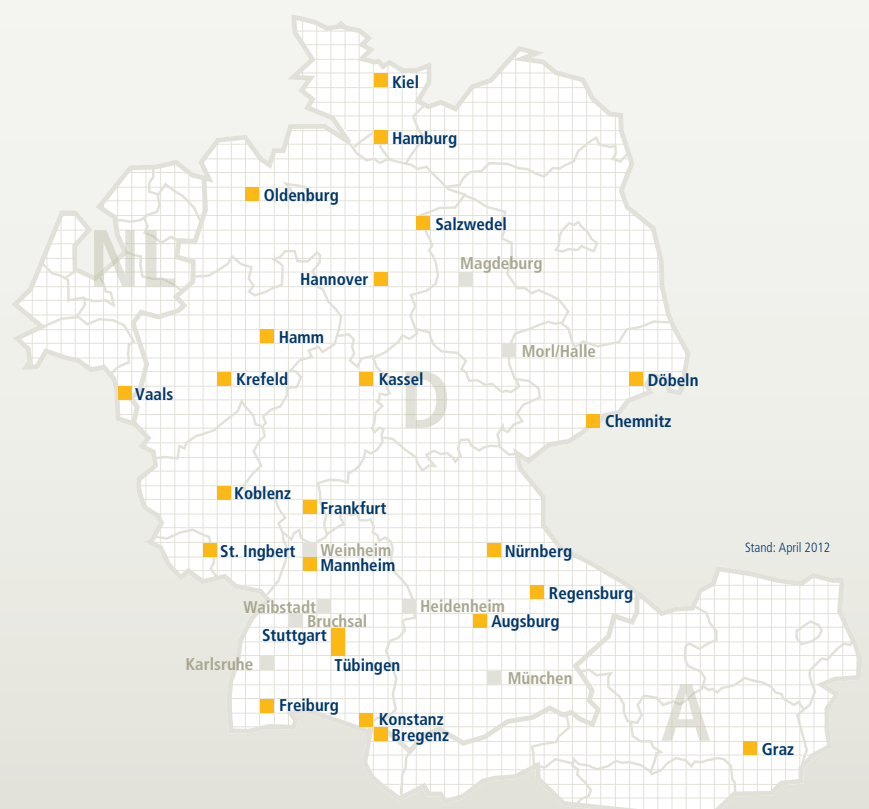 Kiel
Hamburg
Oldenburg
Salzwedel
NL
Magdeburg
Hannover
Hamm
Morl/Halle
Krefeld
Kassel
Döbeln
Vaals
D
Chemnitz
Koblenz
Frankfurt
Stand: April 2012
St. Ingbert
Weinheim
Nürnberg
Mannheim
Regensburg
Waibstadt
Heidenheim
Bruchsal
Augsburg
Stuttgart
Karlsruhe
Tübingen
München
Freiburg
A
Konstanz
Bregenz
Graz